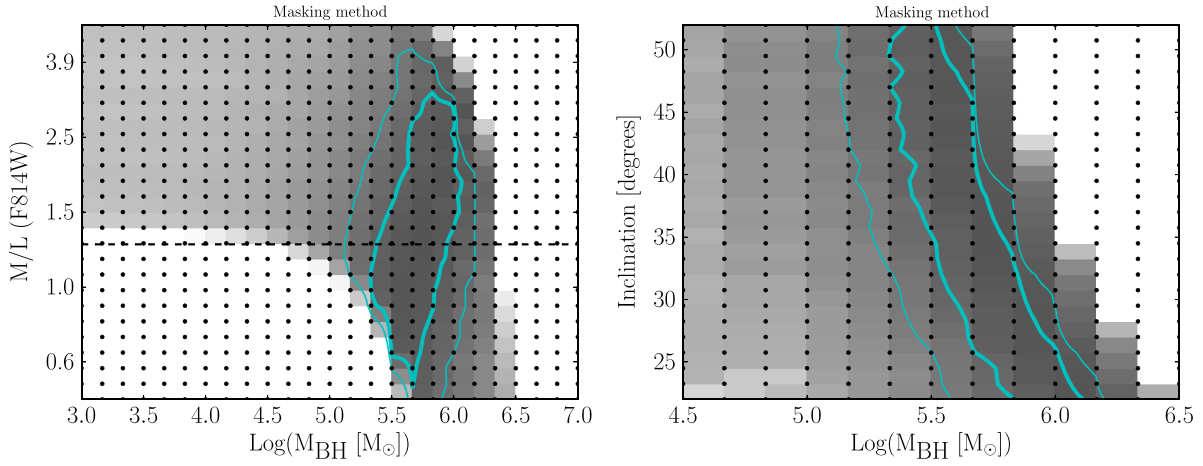 Masking method
M/L (F814W)
3.9
2.5
1.5
1.0
0.6
3.0 3.5 4.0 4.5 5.0 5.5 6.0 6.5 7.0
Log(M_BH [M_⊙])
Masking method
Inclination [degrees]
50
45
40
35
30
25
4.5 5.0 5.5 6.0 6.5
Log(M_BH [M_⊙])